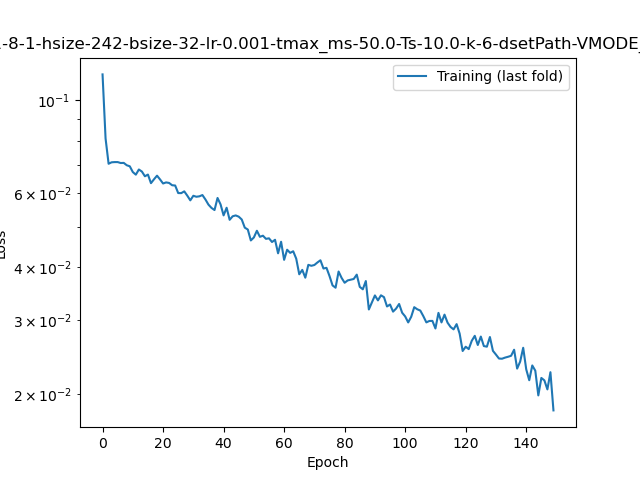 -8-1-hsize-242-bsize-32-lr-0.001-tmax_ms-50.0-Ts-10.0-k-6-dsetPath-VMODE_
Training (last fold)
10⁻¹
6 × 10⁻²
4 × 10⁻²
3 × 10⁻²
2 × 10⁻²
Loss
0 20 40 60 80 100 120 140
Epoch